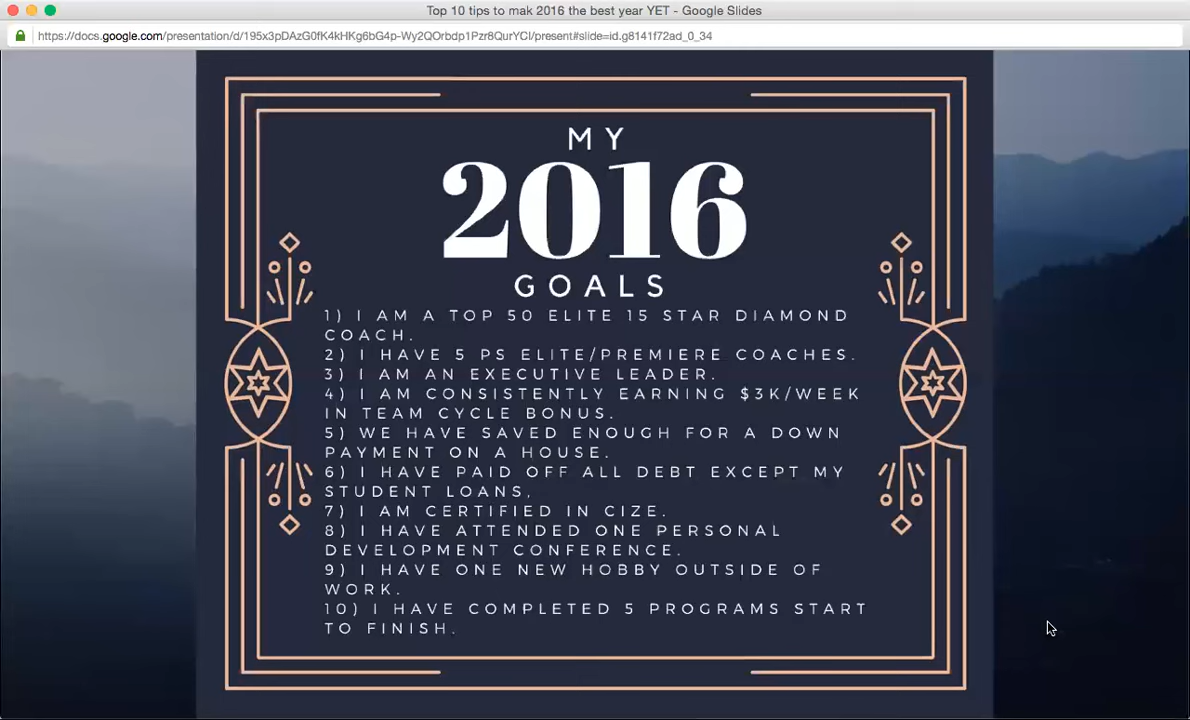 Top 10 tips to mak 2016 the best year YET - Google Slides
https://docs.google.com/presentation/d/195x3pDAzG0fK4kHKg6bG4p-Wy2QOrbdp1Pzr8QurYCI/present#slide=id.g8141f72ad_0_34
MY
2016
GOALS
1) I AM A TOP 50 ELITE 15 STAR DIAMOND
COACH.
2) I HAVE 5 PS ELITE/PREMIERE COACHES.
3) I AM AN EXECUTIVE LEADER.
4) I AM CONSISTENTLY EARNING $3K/WEEK
IN TEAM CYCLE BONUS.
5) WE HAVE SAVED ENOUGH FOR A DOWN
PAYMENT ON A HOUSE.
6) I HAVE PAID OFF ALL DEBT EXCEPT MY
STUDENT LOANS,
7) I AM CERTIFIED IN CIZE.
8) I HAVE ATTENDED ONE PERSONAL
DEVELOPMENT CONFERENCE.
9) I HAVE ONE NEW HOBBY OUTSIDE OF
WORK.
10) I HAVE COMPLETED 5 PROGRAMS START
TO FINISH.